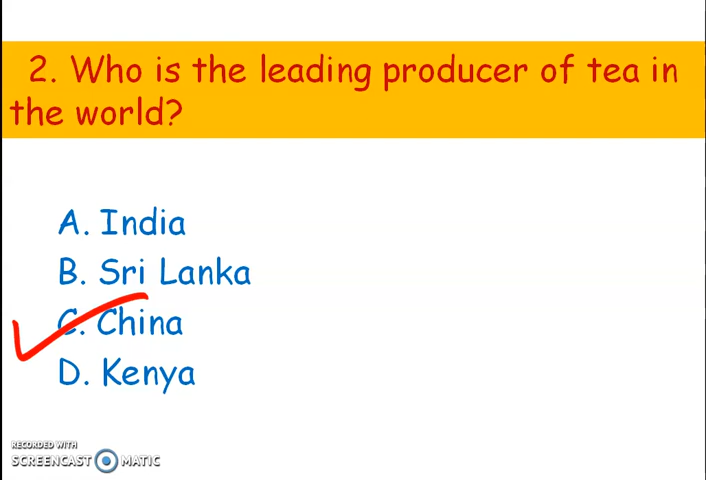 2. Who is the leading producer of tea in
the world?
A. India
B. Sri Lanka
C. China
D. Kenya
RECORDED WITH
SCREENCAST MATIC